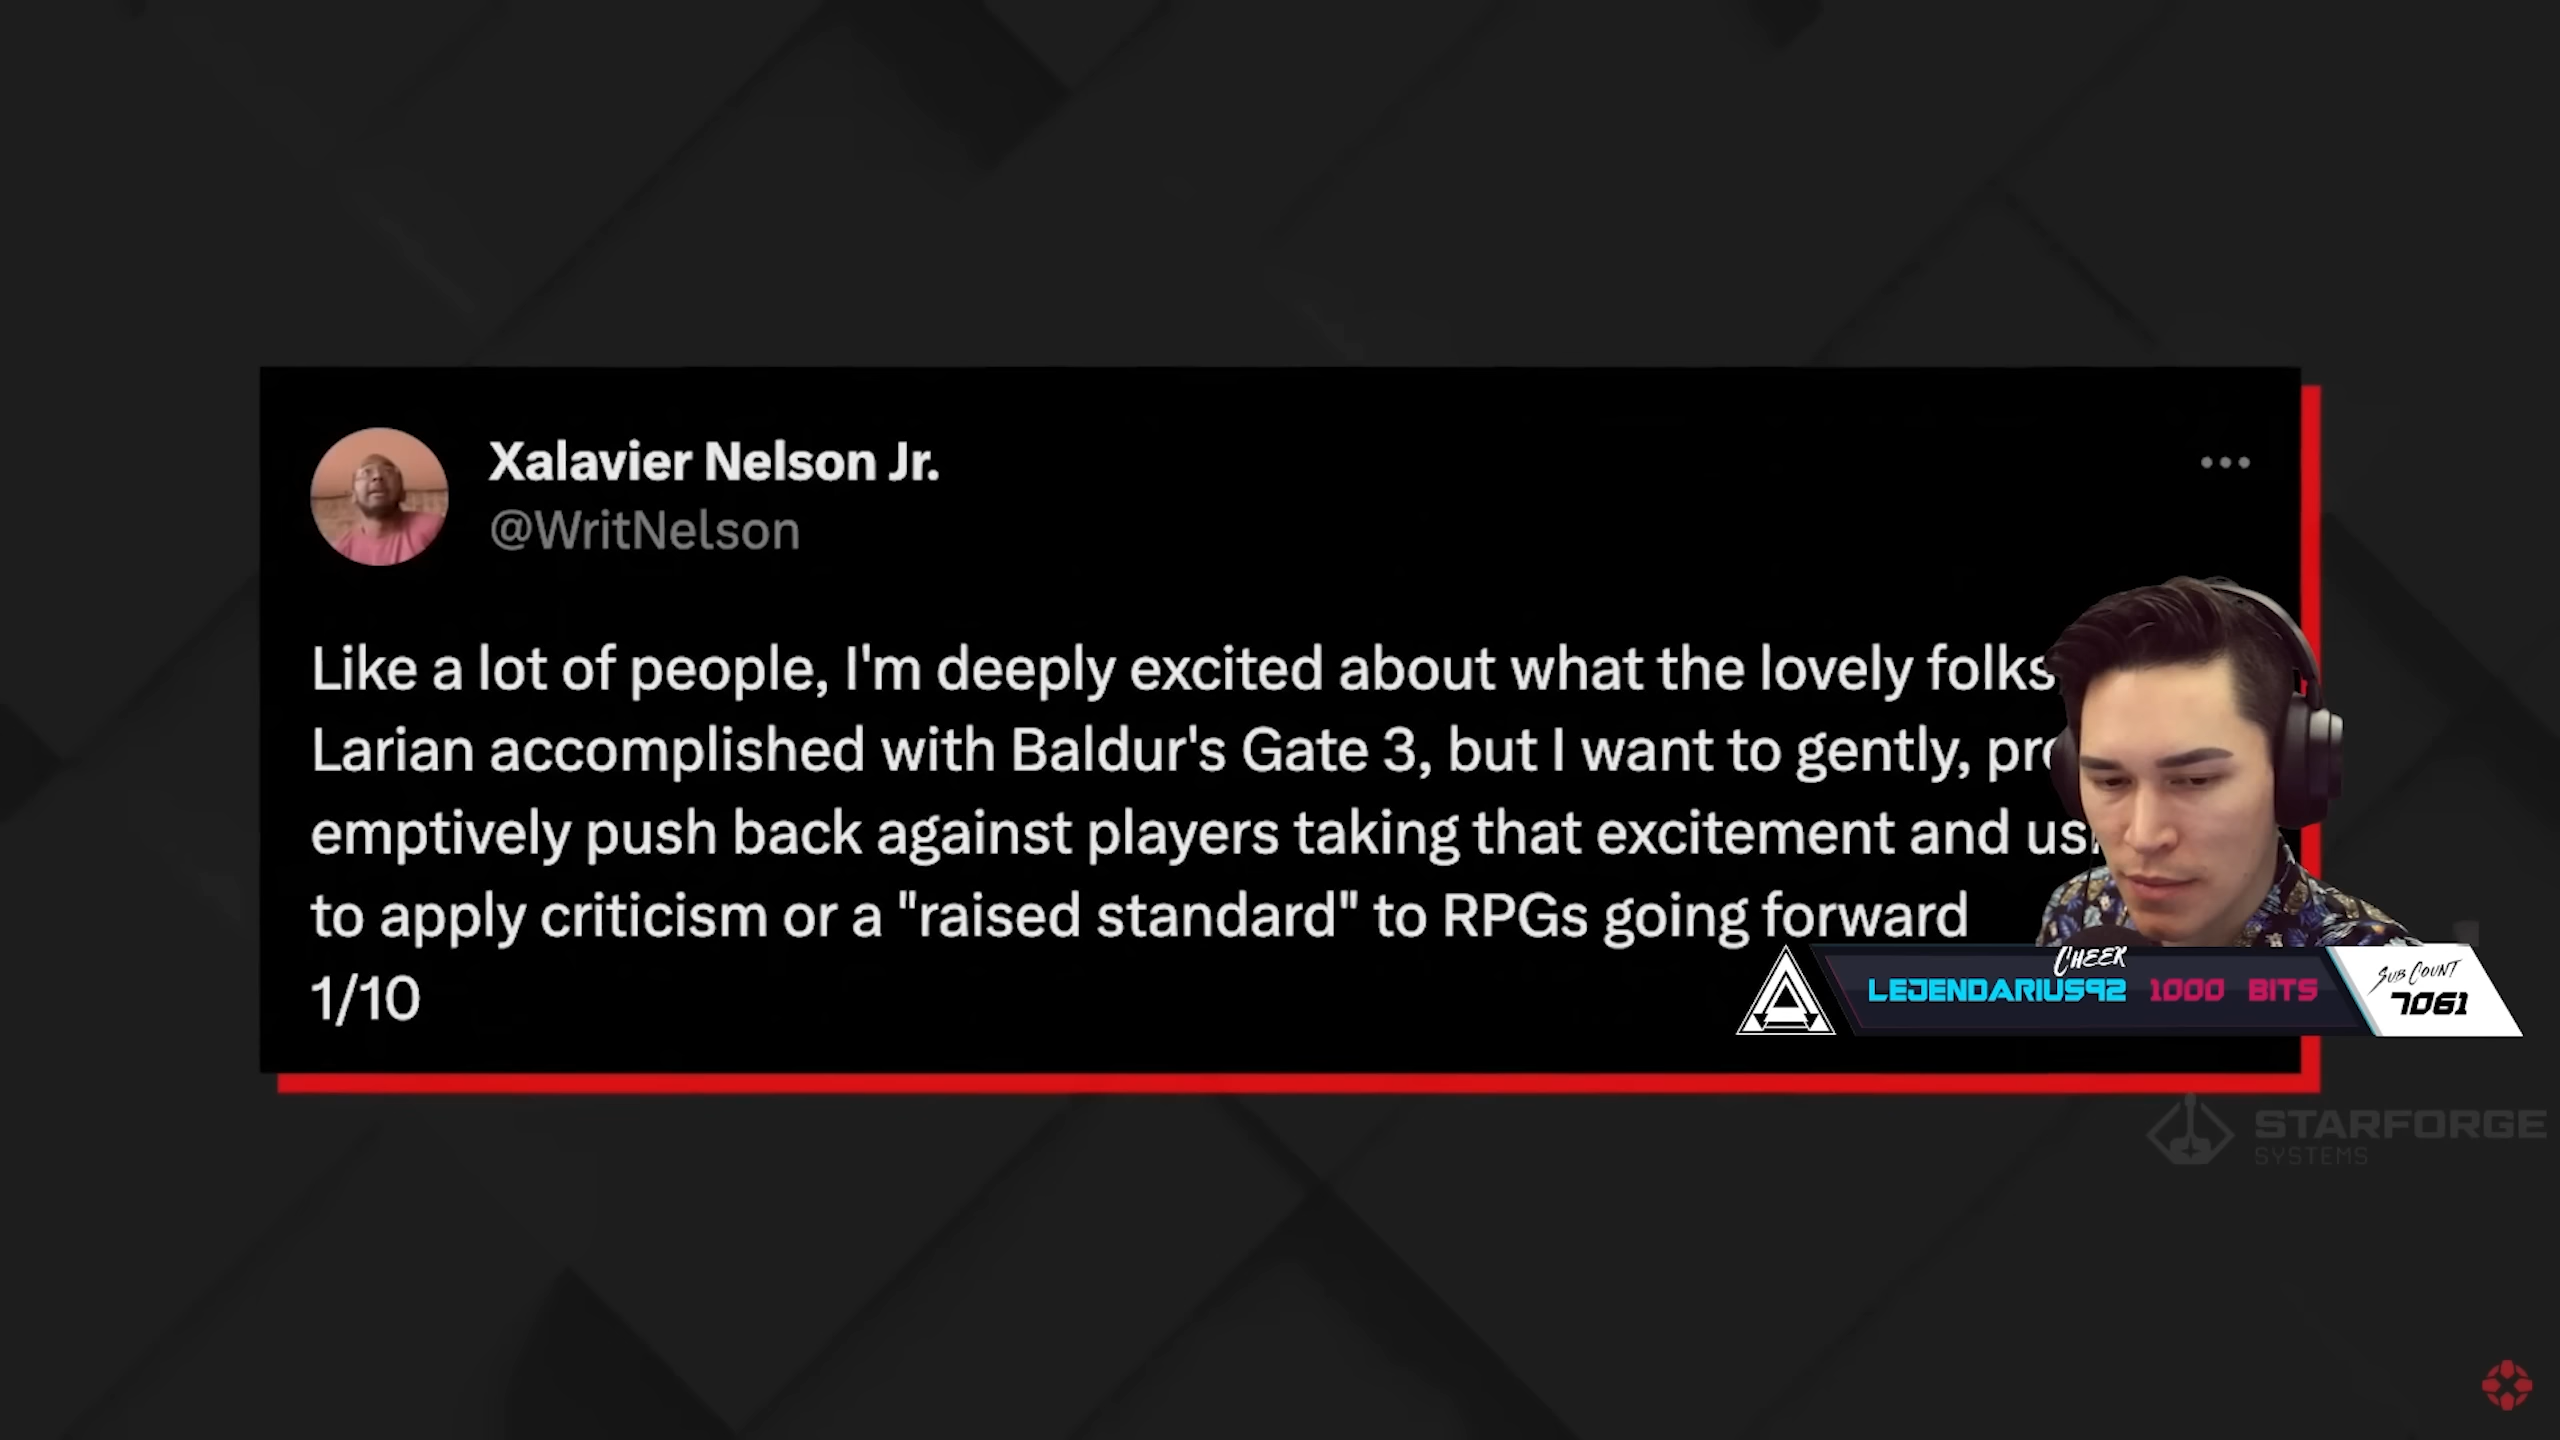 Xalavier Nelson Jr.
@WritNelson
Like a lot of people, I'm deeply excited about what the lovely folks
Larian accomplished with Baldur's Gate 3, but I want to gently,
emptively push back against players taking that excitement and
to apply criticism or a "raised standard" to RPGs going forward
1/10
CHEER
LEJENDARIUS92 1000 BITS
SUB COUNT
7061
STARFORGE
SYSTEMS